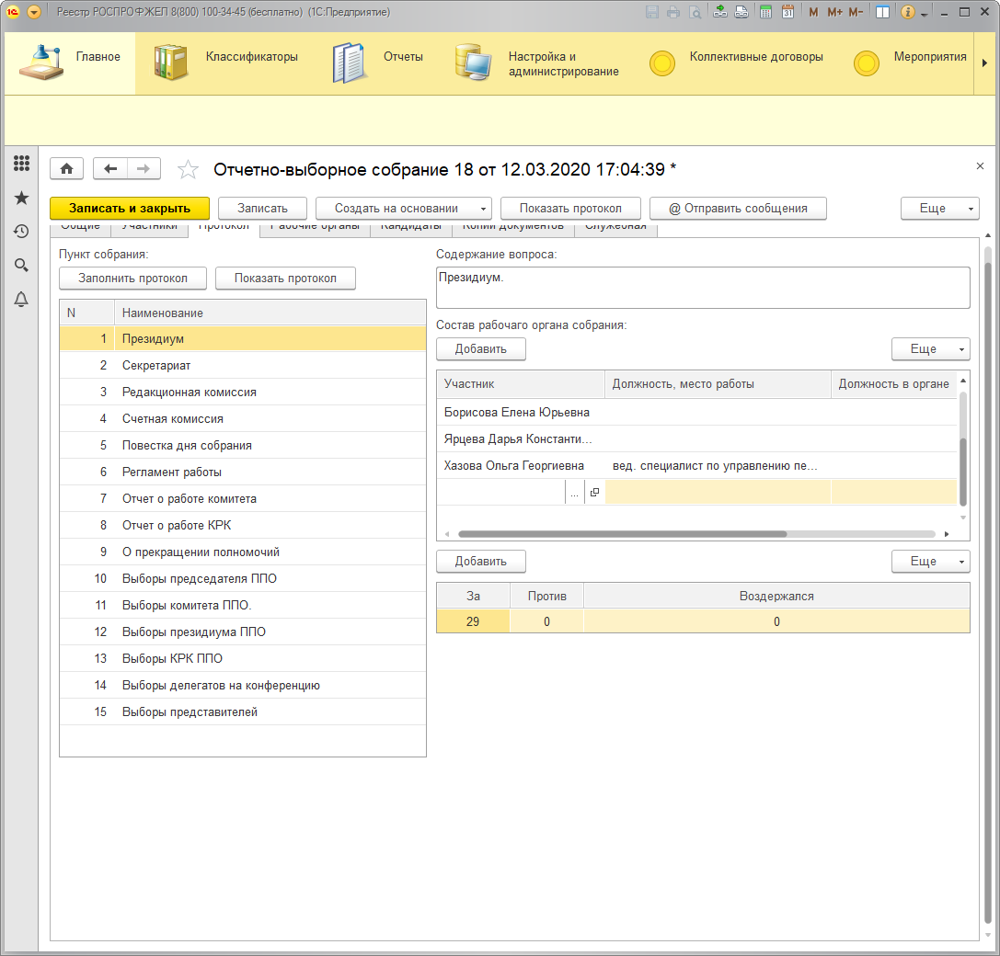 Реестр РОСПРОФЖЕЛ 8(800) 100-34-45 (бесплатно) (1С:Предприятие)
M M+ M-
31
Главное
Классификаторы
Отчеты
Настройка и
администрирование
Коллективные договоры
Мероприятия
Отчетно-выборное собрание 18 от 12.03.2020 17:04:39 *
Записать и закрыть
Записать
Создать на основании
Показать протокол
@ Отправить сообщения
Еще
Общие Участники Протокол Рабочие органы Кандидаты Копии документов Служебная
Пункт собрания:
Заполнить протокол
Показать протокол
N Наименование
1 Президиум
2 Секретариат
3 Редакционная комиссия
4 Счетная комиссия
5 Повестка дня собрания
6 Регламент работы
7 Отчет о работе комитета
8 Отчет о работе КРК
9 О прекращении полномочий
10 Выборы председателя ППО
11 Выборы комитета ППО.
12 Выборы президиума ППО
13 Выборы КРК ППО
14 Выборы делегатов на конференцию
15 Выборы представителей
Содержание вопроса:
Президиум.
Состав рабочаго органа собрания:
Добавить
Еще
Участник Должность, место работы Должность в органе
Борисова Елена Юрьевна
Ярцева Дарья Константи...
Хазова Ольга Георгиевна вед. специалист по управлению пе...
...
Добавить
Еще
За Против Воздержался
29 0 0